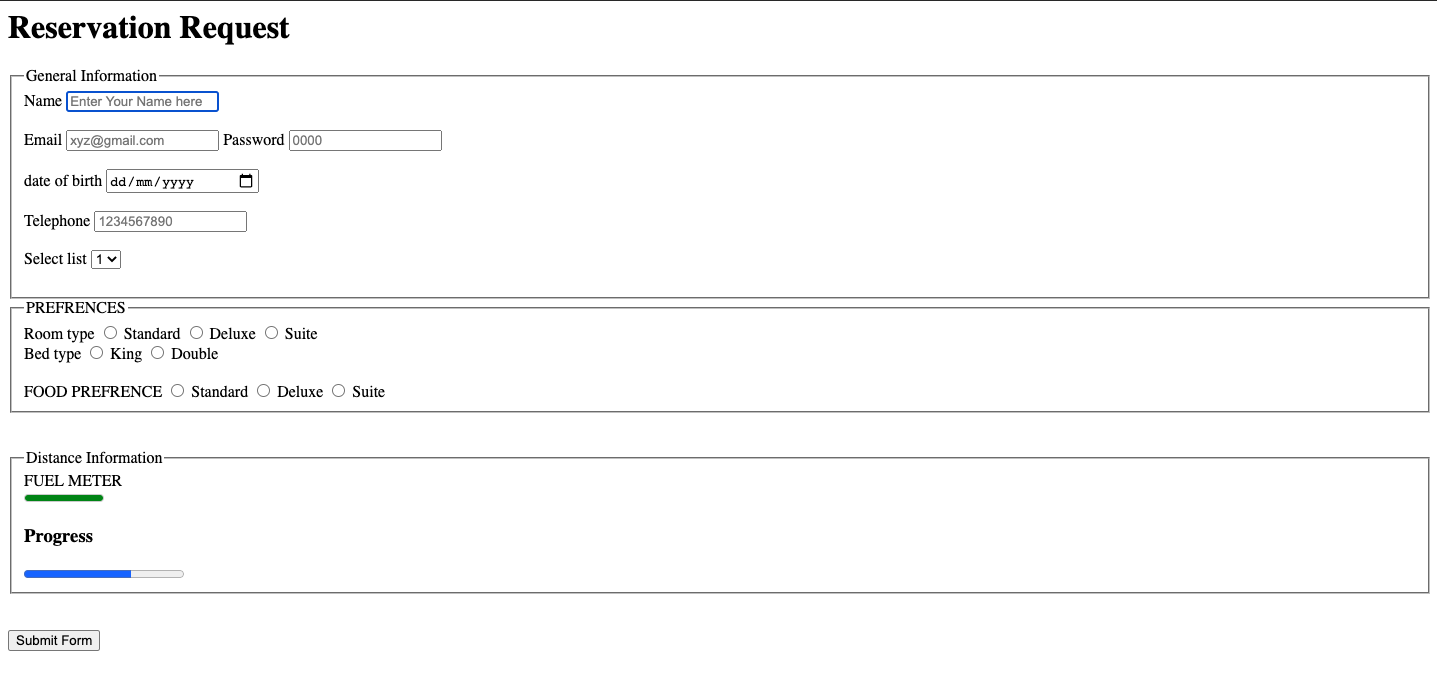 Reservation Request
General Information
Name Enter Your Name here
Email xyz@gmail.com Password 0000
date of birth dd/mm/yyyy
Telephone 1234567890
Select list 1
PREFRENCES
Room type Standard Deluxe Suite
Bed type King Double
FOOD PREFRENCE Standard Deluxe Suite
Distance Information
FUEL METER
Progress
Submit Form